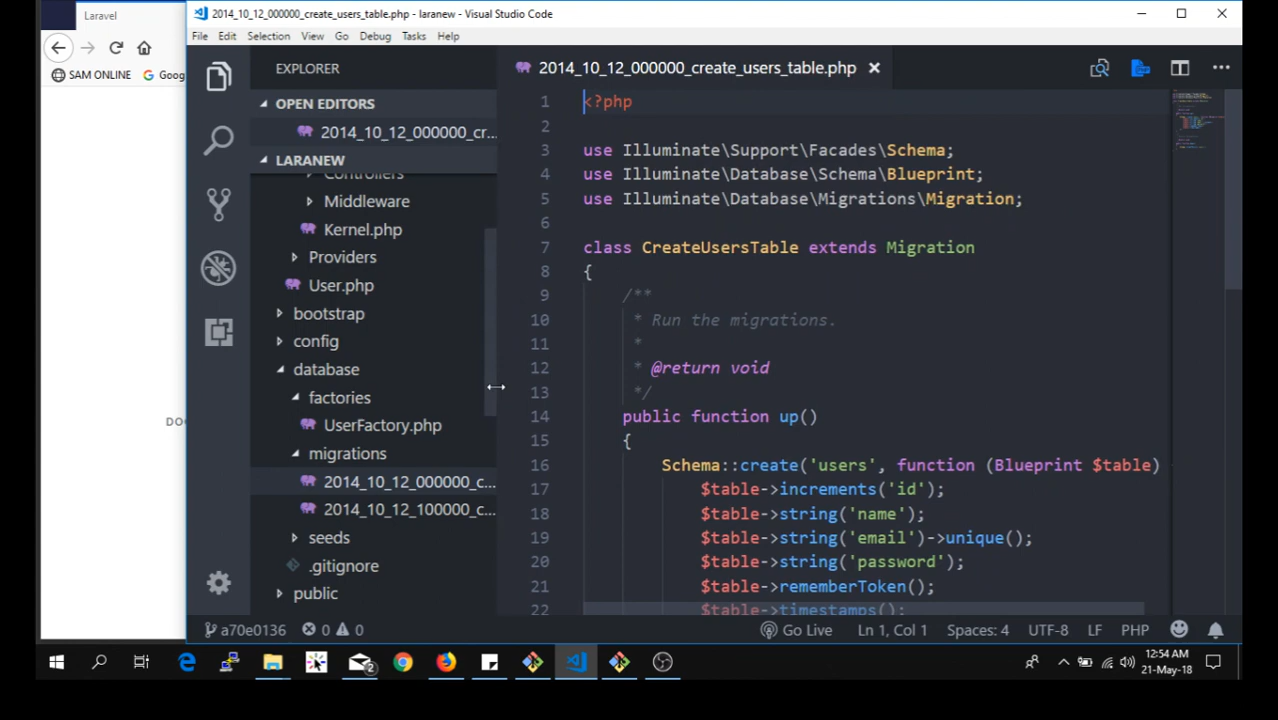 Laravel
SAM ONLINE
Goog
DOC
2014_10_12_000000_create_users_table.php - laranew - Visual Studio Code
File Edit Selection View Go Debug Tasks Help
EXPLORER
OPEN EDITORS
2014_10_12_000000_cr...
LARANEW
Controllers
Middleware
Kernel.php
Providers
User.php
bootstrap
config
database
factories
UserFactory.php
migrations
2014_10_12_000000_c...
2014_10_12_100000_c...
seeds
.gitignore
public
2014_10_12_000000_create_users_table.php
1 <?php
2
3 use Illuminate\Support\Facades\Schema;
4 use Illuminate\Database\Schema\Blueprint;
5 use Illuminate\Database\Migrations\Migration;
6
7 class CreateUsersTable extends Migration
8 {
9 /**
10 * Run the migrations.
11 *
12 * @return void
13 */
14 public function up()
15 {
16 Schema::create('users', function (Blueprint $table)
17 $table->increments('id');
18 $table->string('name');
19 $table->string('email')->unique();
20 $table->string('password');
21 $table->rememberToken();
22 $table->timestamps();
a70e0136 0 0 Go Live Ln 1, Col 1 Spaces: 4 UTF-8 LF PHP
2
12:54 AM
21-May-18